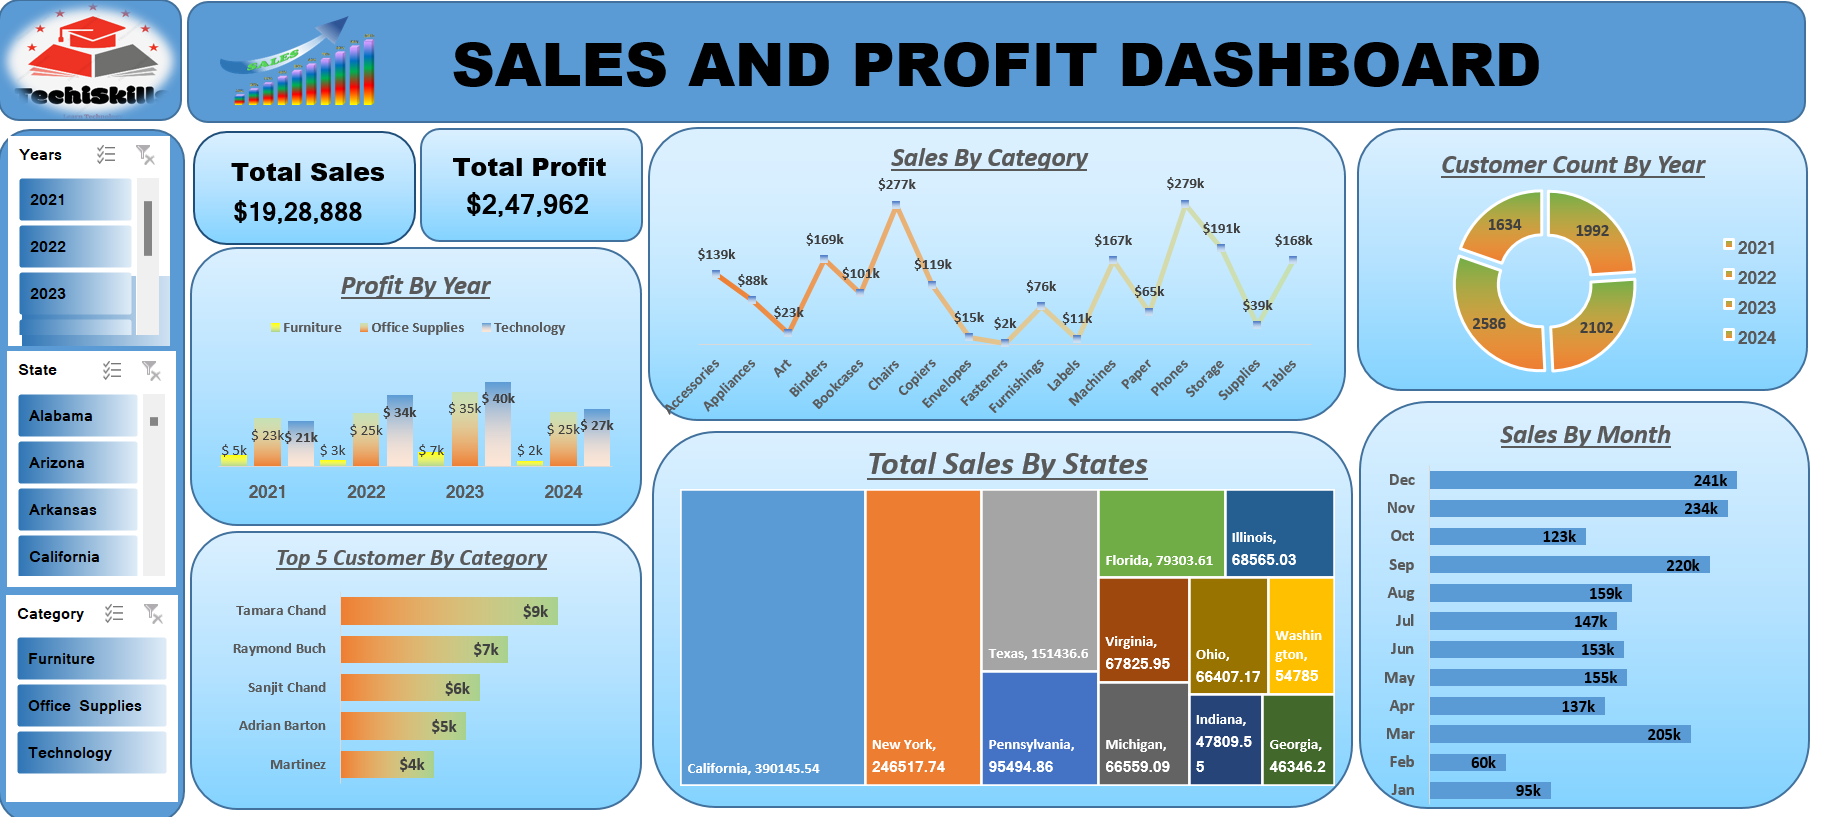 TechiSkills
SALES
SALES AND PROFIT DASHBOARD
Years
2021
2022
2023
State
Alabama
Arizona
Arkansas
California
Category
Furniture
Office Supplies
Technology
Total Sales
$19,28,888
Total Profit
$2,47,962
Profit By Year
Furniture Office Supplies Technology
$ 5k $ 23k $ 21k $ 3k $ 25k $ 34k $ 7k $ 35k $ 40k $ 2k $ 25k $ 27k
2021 2022 2023 2024
Top 5 Customer By Category
Tamara Chand $9k
Raymond Buch $7k
Sanjit Chand $6k
Adrian Barton $5k
Martinez $4k
Sales By Category
$139k $88k $23k $169k $101k $277k $119k $15k $2k $76k $11k $167k $65k $279k $191k $39k $168k
Accessories Appliances Art Binders Bookcases Chairs Copiers Envelopes Fasteners Furnishings Labels Machines Paper Phones Storage Supplies Tables
Total Sales By States
California, 390145.54
New York,
246517.74
Texas, 151436.6
Pennsylvania,
95494.86
Florida, 79303.61
Illinois,
68565.03
Virginia,
67825.95
Michigan,
66559.09
Ohio,
66407.17
Washin
gton,
54785
Indiana,
47809.5
5
Georgia,
46346.2
Customer Count By Year
1634
1992
2586
2102
2021
2022
2023
2024
Sales By Month
Dec 241k
Nov 234k
Oct 123k
Sep 220k
Aug 159k
Jul 147k
Jun 153k
May 155k
Apr 137k
Mar 205k
Feb 60k
Jan 95k